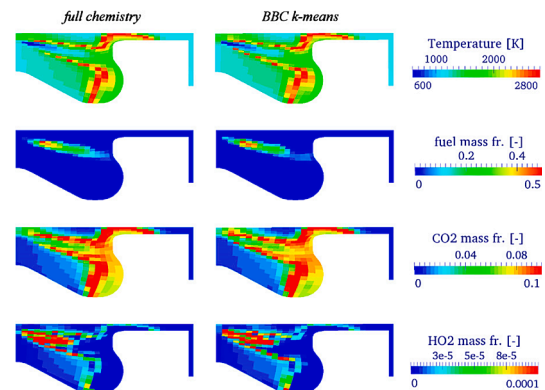 full chemistry
BBC k-means
Temperature [K]
1000 2000
600 2800
fuel mass fr. [-]
0.2 0.4
0 0.5
CO2 mass fr. [-]
0.04 0.08
0 0.1
HO2 mass fr. [-]
3e-5 5e-5 8e-5
0 0.0001